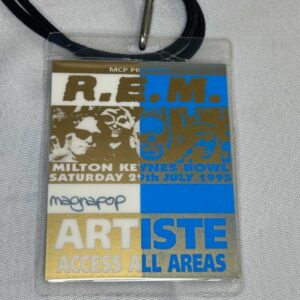 MCP PR
R.E.M.
MILTON KEYNES BOWL
SATURDAY 29th JULY 1995
magnapop
ARTISTE
ACCESS ALL AREAS